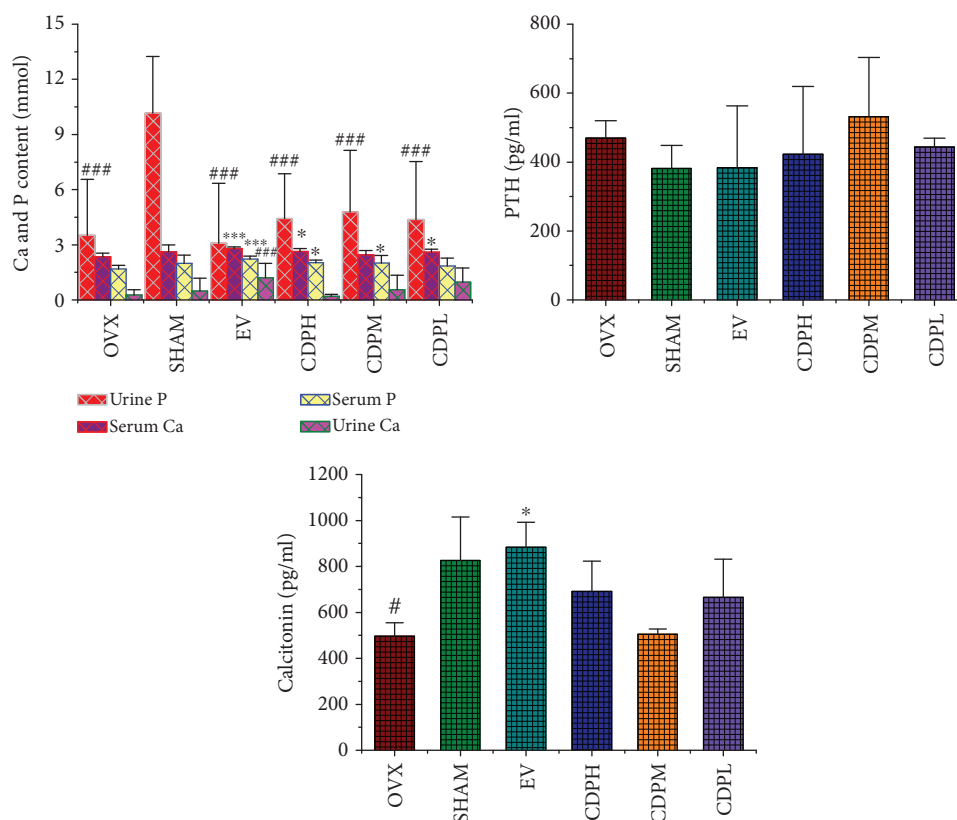 Ca and P content (mmol)
15
12
9
6
3
0
###
###
###
###
###
***
***
###
*
*
*
*
OVX
SHAM
EV
CDPH
CDPM
CDPL
Urine P
Serum P
Serum Ca
Urine Ca
PTH (pg/ml)
800
600
400
200
0
OVX
SHAM
EV
CDPH
CDPM
CDPL
Calcitonin (pg/ml)
1200
1000
800
600
400
200
0
#
*
OVX
SHAM
EV
CDPH
CDPM
CDPL